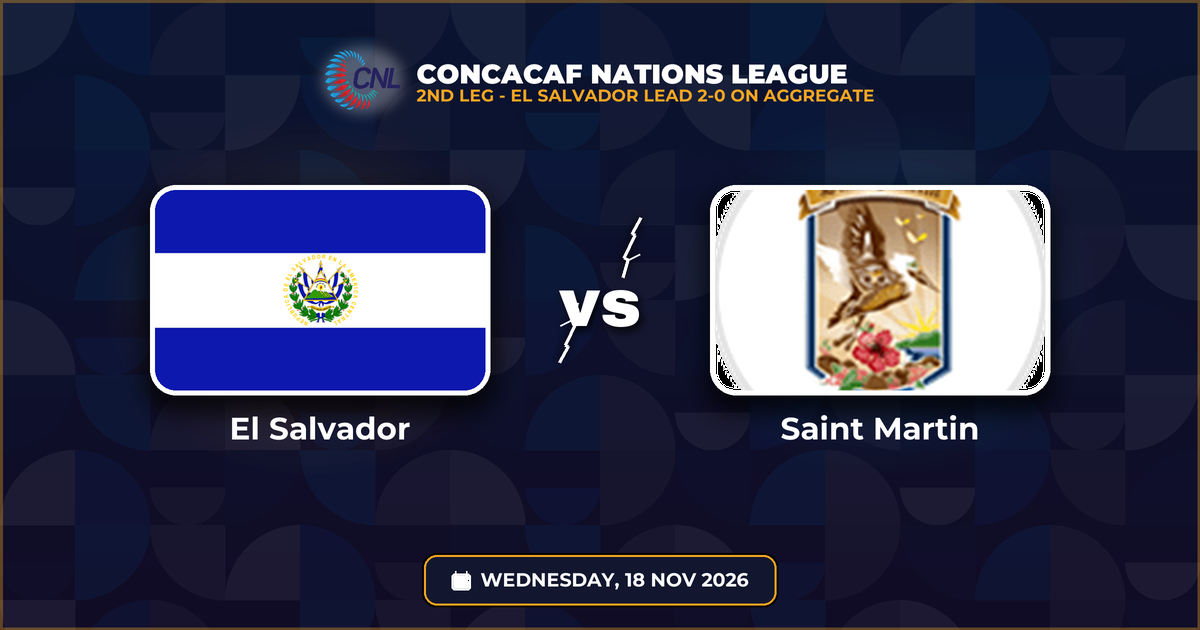 CNL
CONCACAF NATIONS LEAGUE
2ND LEG - EL SALVADOR LEAD 2-0 ON AGGREGATE
VS
El Salvador
Saint Martin
WEDNESDAY, 18 NOV 2026